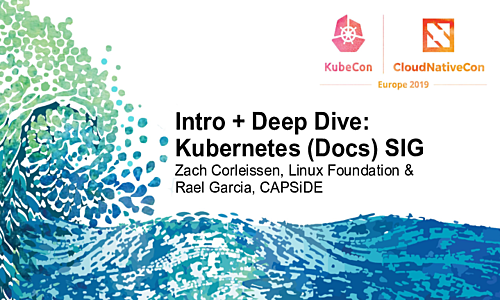 KubeCon
CloudNativeCon
Europe 2019
Intro + Deep Dive:
Kubernetes (Docs) SIG
Zach Corleissen, Linux Foundation &
Rael Garcia, CAPSiDE